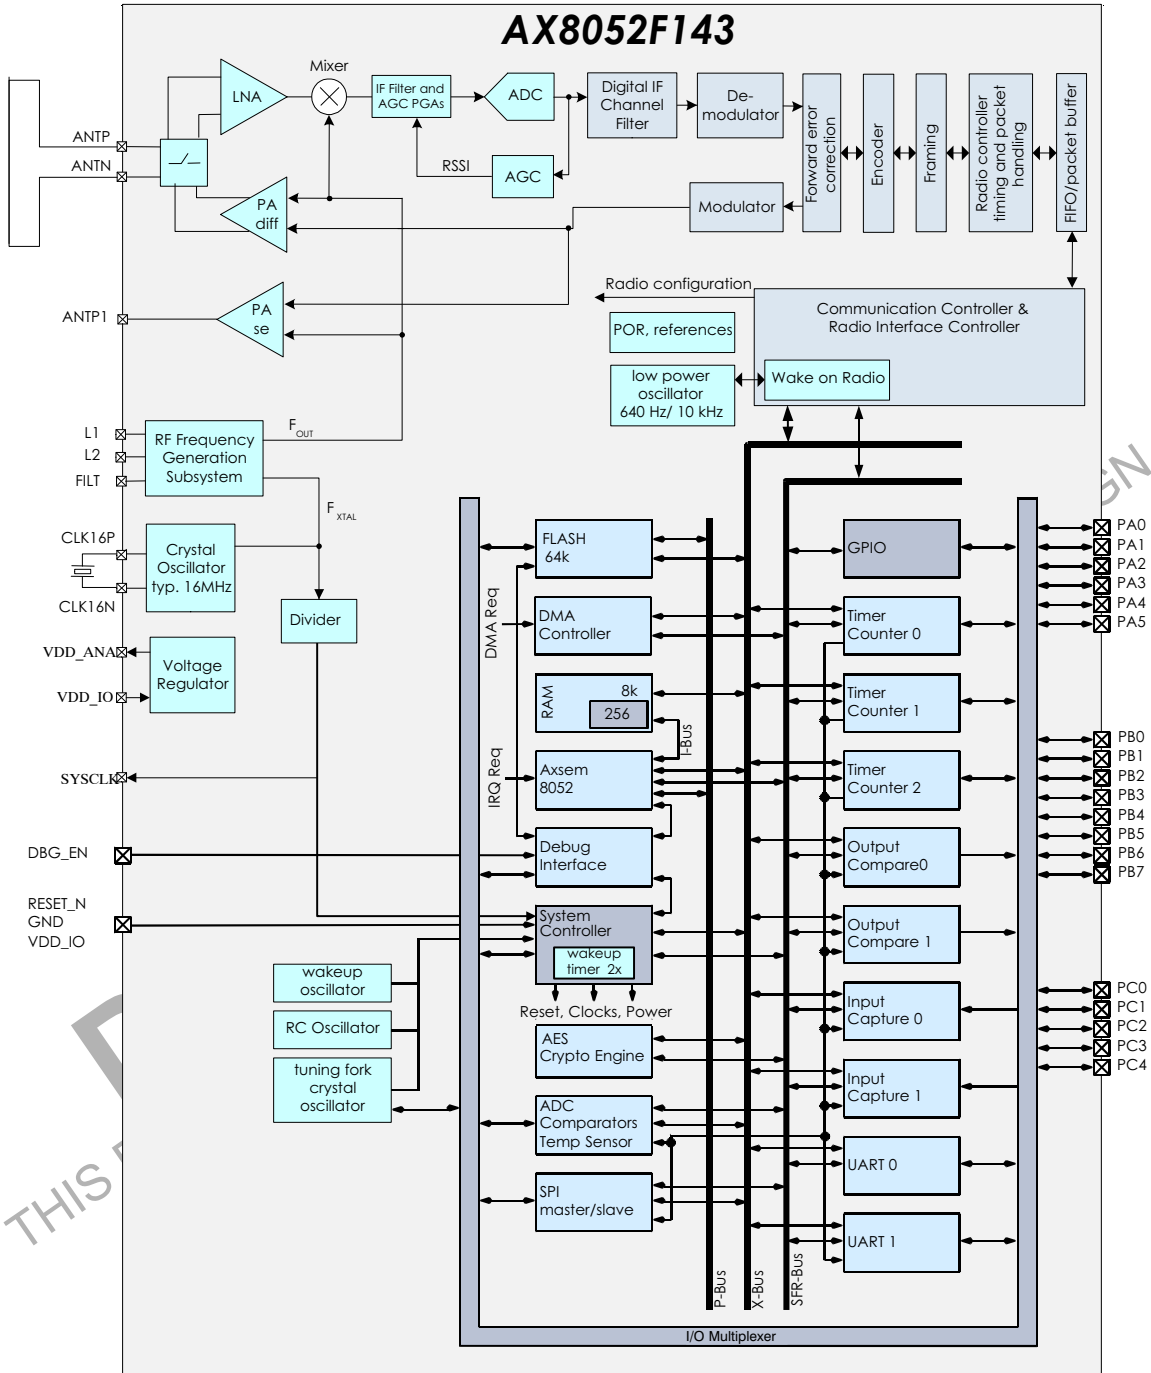 AX8052F143
Mixer
LNA
IF Filter and
AGC PGAs
ADC
Digital IF
Channel
Filter
De-
modulator
Forward error
correction
Encoder
Framing
Radio controller
timing and packet
handling
FIFO/packet buffer
ANTP
ANTN
RSSI
AGC
PA
diff
Modulator
Radio configuration
Communication Controller &
Radio Interface Controller
ANTP1
PA
se
POR, references
low power
oscillator
640 Hz/ 10 kHz
Wake on Radio
L1
L2
FILT
RF Frequency
Generation
Subsystem
FOUT
FXTAL
GN
CLK16P
CLK16N
Crystal
Oscillator
typ. 16MHz
Divider
VDD_ANA
VDD_IO
Voltage
Regulator
SYSCLK
DBG_EN
RESET_N
GND
VDD_IO
wakeup
oscillator
RC Oscillator
tuning fork
crystal
oscillator
FLASH
64k
DMA Req
DMA
Controller
RAM
8k
256
I-Bus
IRQ Req
Axsem
8052
Debug
Interface
System
Controller
wakeup
timer 2x
Reset, Clocks, Power
AES
Crypto Engine
ADC
Comparators
Temp Sensor
SPI
master/slave
P-Bus
X-Bus
SFR-Bus
GPIO
Timer
Counter 0
Timer
Counter 1
Timer
Counter 2
Output
Compare0
Output
Compare 1
Input
Capture 0
Input
Capture 1
UART 0
UART 1
I/O Multiplexer
PA0
PA1
PA2
PA3
PA4
PA5
PB0
PB1
PB2
PB3
PB4
PB5
PB6
PB7
PC0
PC1
PC2
PC3
PC4
THIS